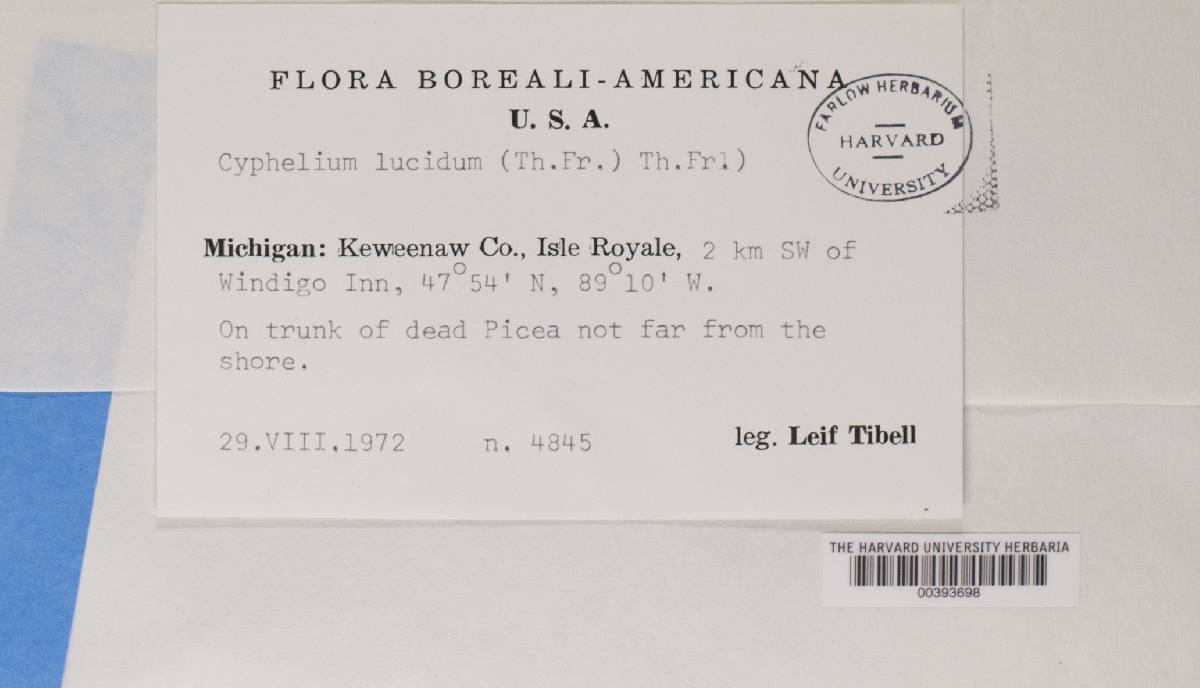 FLORA BOREALI-AMERICANA
U. S. A.
FARLOW HERBARIUM
HARVARD
UNIVERSITY
Cyphelium lucidum (Th.Fr.) Th.Frl)
Michigan: Keweenaw Co., Isle Royale, 2 km SW of
Windigo Inn, 47°54' N, 89°10' W.
On trunk of dead Picea not far from the
shore.
29.VIII.1972 n. 4845 leg. Leif Tibell
THE HARVARD UNIVERSITY HERBARIA
00393698